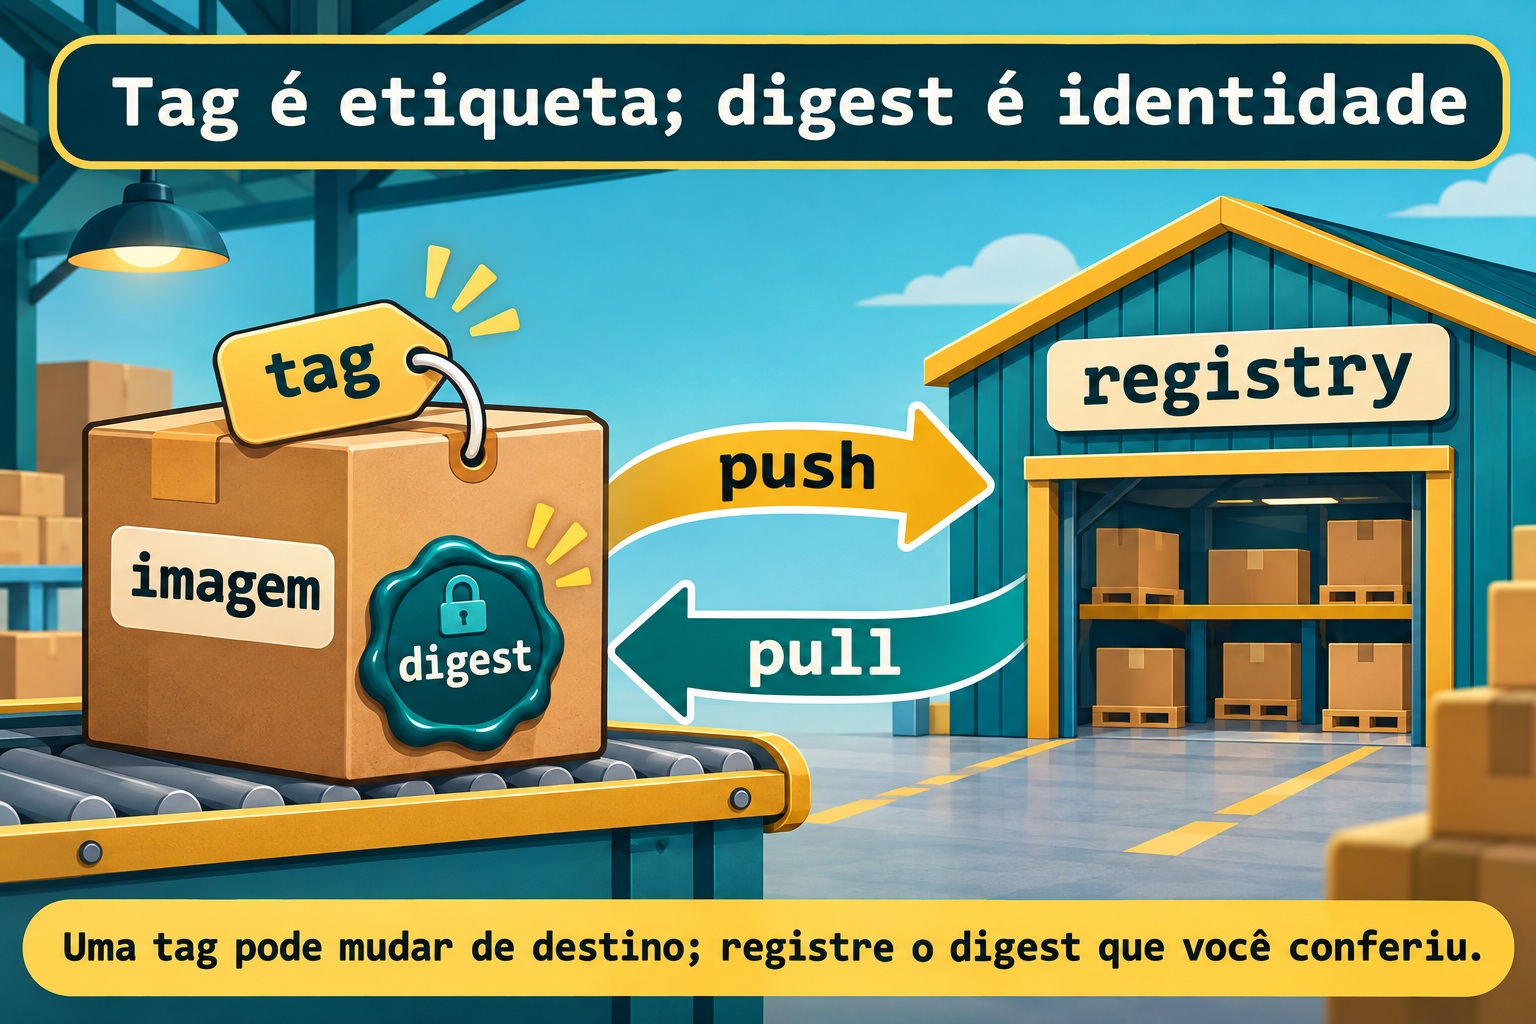 Tag é etiqueta; digest é identidade
tag
registry
push
imagem
digest
pull
Uma tag pode mudar de destino; registre o digest que você conferiu.